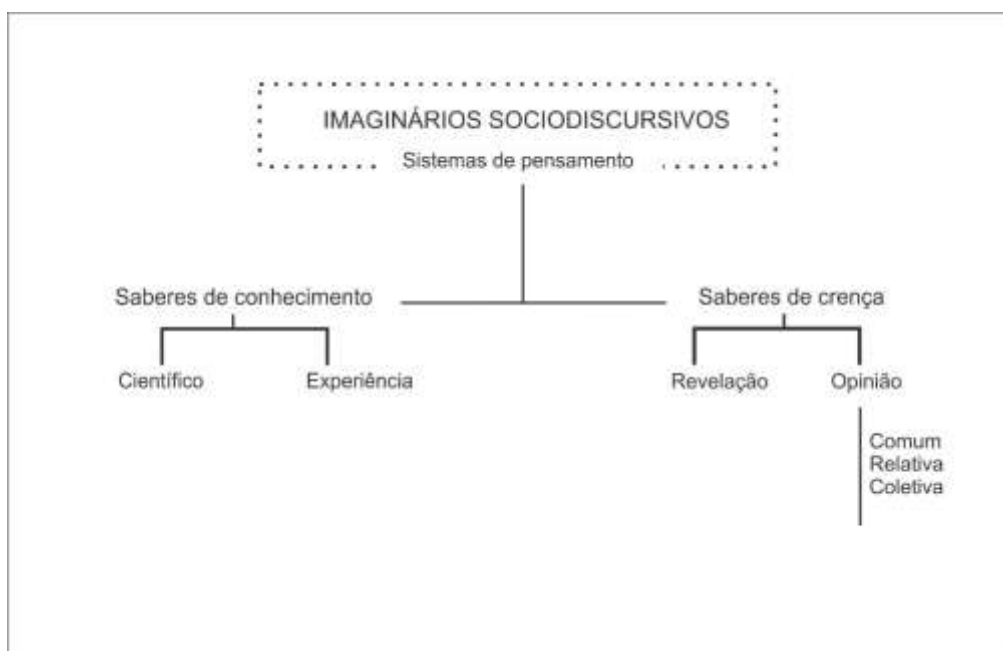 IMAGINÁRIOS SOCIODISCURSIVOS
Sistemas de pensamento
Saberes de conhecimento
Saberes de crença
Científico
Experiência
Revelação
Opinião
Comum
Relativa
Coletiva